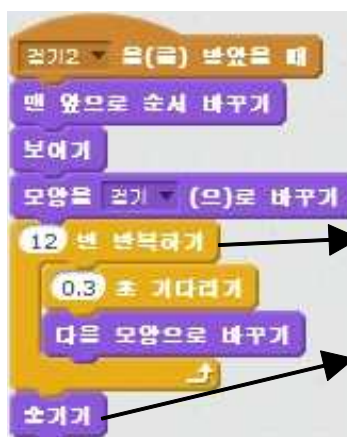 걷기2 을(를) 받았을 때
맨 앞으로 순서 바꾸기
보이기
모양을 걷기 (으)로 바꾸기
12 번 반복하기
0.3 초 기다리기
다음 모양으로 바꾸기
숨기기